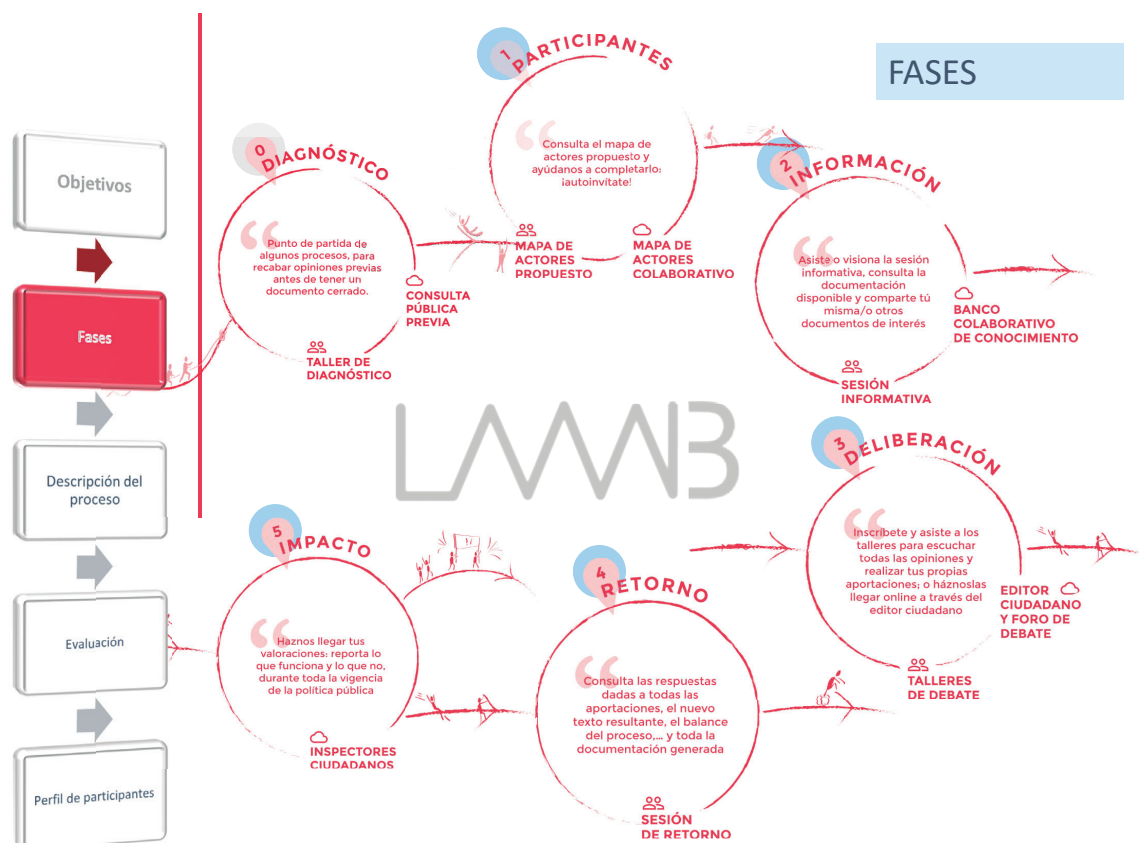 FASES
Objetivos
Fases
Descripción del
proceso
Evaluación
Perfil de participantes
0
DIAGNÓSTICO
Punto de partida de
algunos procesos, para
recabar opiniones previas
antes de tener un
documento cerrado.
CONSULTA
PÚBLICA
PREVIA
TALLER DE
DIAGNÓSTICO
1
PARTICIPANTES
Consulta el mapa de
actores propuesto y
ayúdanos a completarlo:
¡autoinvítate!
MAPA DE
ACTORES
PROPUESTO
MAPA DE
ACTORES
COLABORATIVO
2
INFORMACIÓN
Asiste o visiona la sesión
informativa, consulta la
documentación
disponible y comparte tú
misma/o otros
documentos de interés
BANCO
COLABORATIVO
DE CONOCIMIENTO
SESIÓN
INFORMATIVA
3
DELIBERACIÓN
Inscríbete y asiste a los
talleres para escuchar
todas las opiniones y
realizar tus propias
aportaciones; o háznoslas
llegar online a través del
editor ciudadano
EDITOR
CIUDADANO
Y FORO DE
DEBATE
TALLERES
DE DEBATE
4
RETORNO
Consulta las respuestas
dadas a todas las
aportaciones, el nuevo
texto resultante, el balance
del proceso,... y toda la
documentación generada
SESIÓN
DE RETORNO
5
IMPACTO
Haznos llegar tus
valoraciones: reporta lo
que funciona y lo que no,
durante toda la vigencia
de la política pública
INSPECTORES
CIUDADANOS